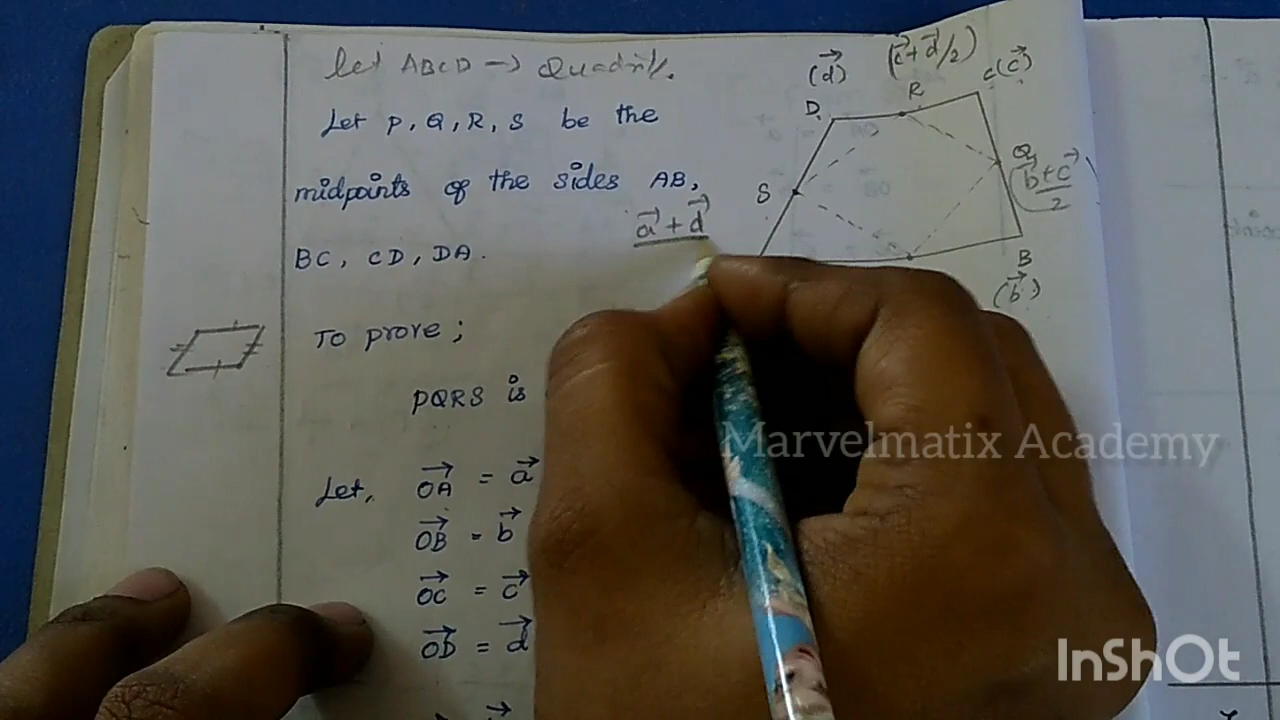 Let ABCD → Quadril.
Let P, Q, R, S be the
midpoints of the sides AB,
BC, CD, DA.
To prove;
PQRS is
Let, OA⃗ = a⃗
OB⃗ = b⃗
OC⃗ = c⃗
OD⃗ = d⃗
(d⃗)
(c⃗ + d⃗/2)
C(c⃗)
D
R
Q
(b⃗ + c⃗
2)
S
a⃗ + d⃗
B
(b⃗)
Marvelmatix Academy
InShOt